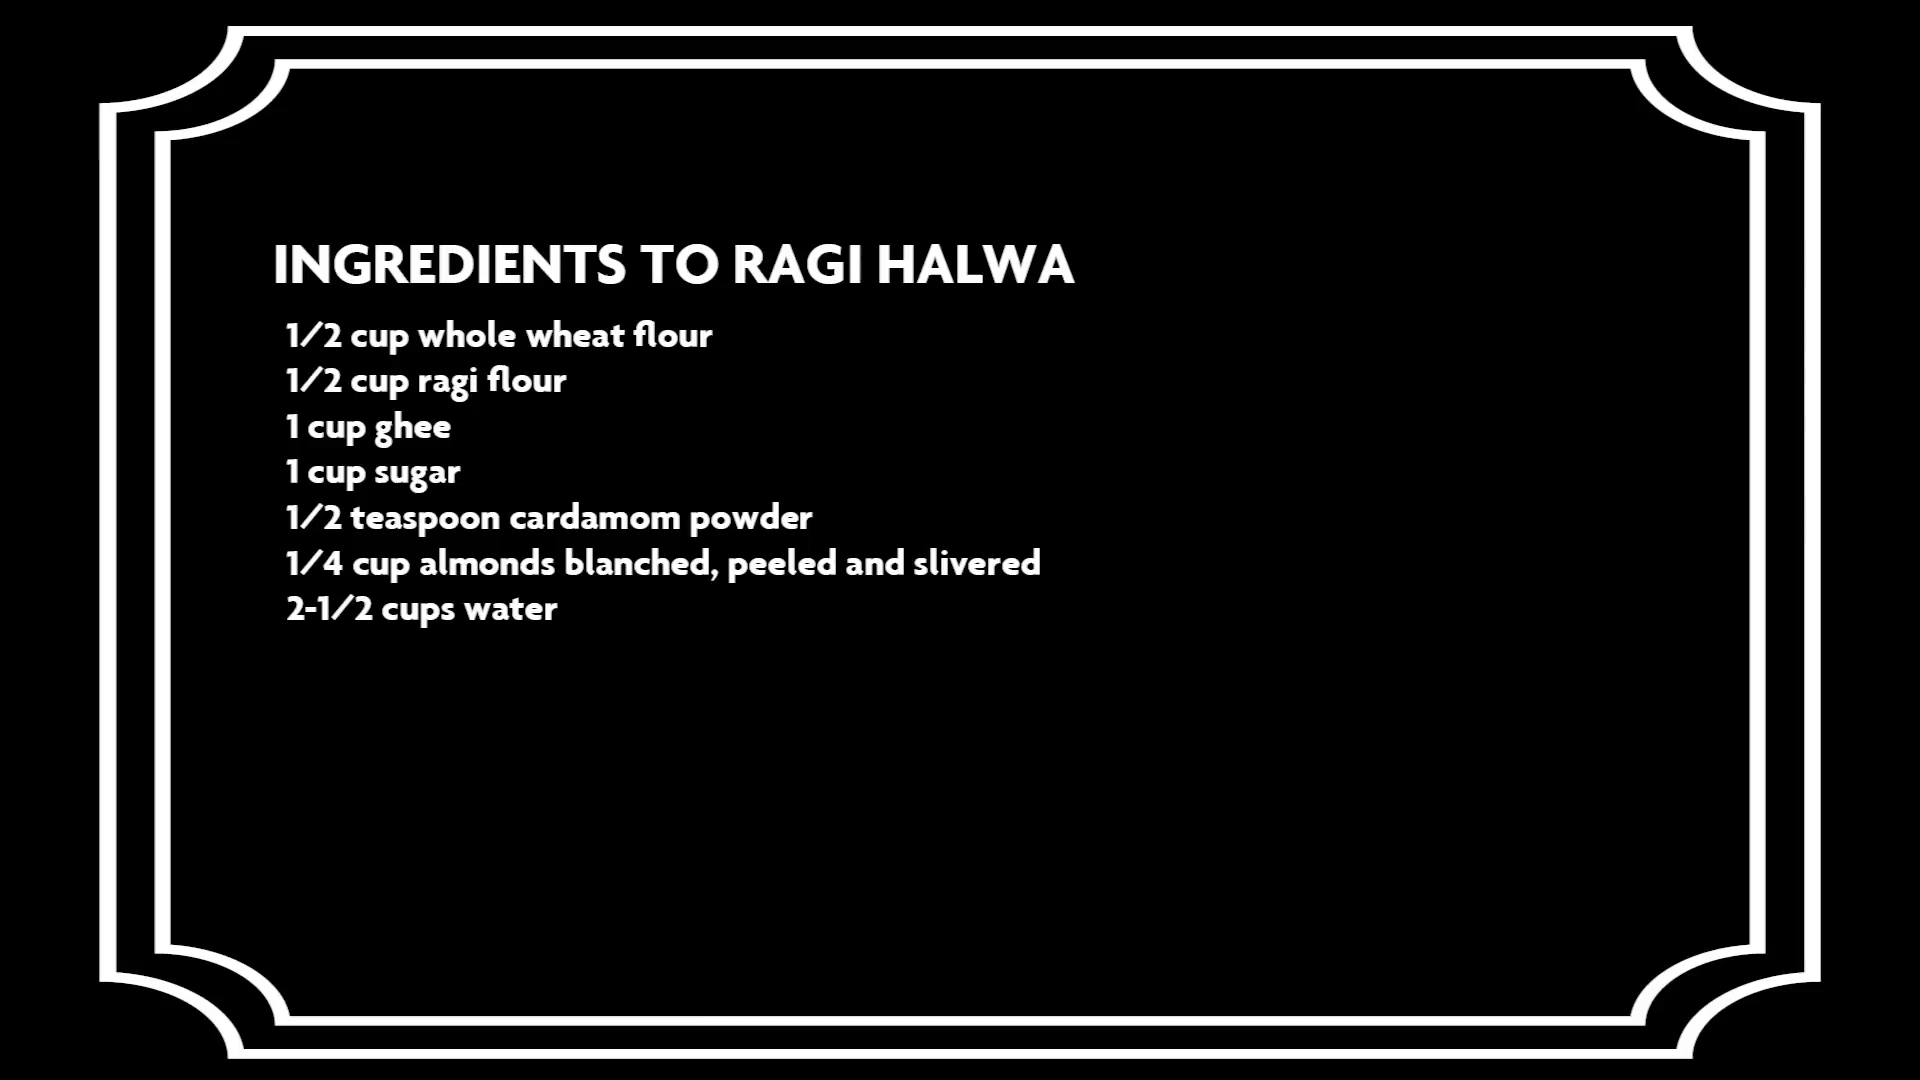 INGREDIENTS TO RAGI HALWA
1/2 cup whole wheat flour
1/2 cup ragi flour
1 cup ghee
1 cup sugar
1/2 teaspoon cardamom powder
1/4 cup almonds blanched, peeled and slivered
2-1/2 cups water